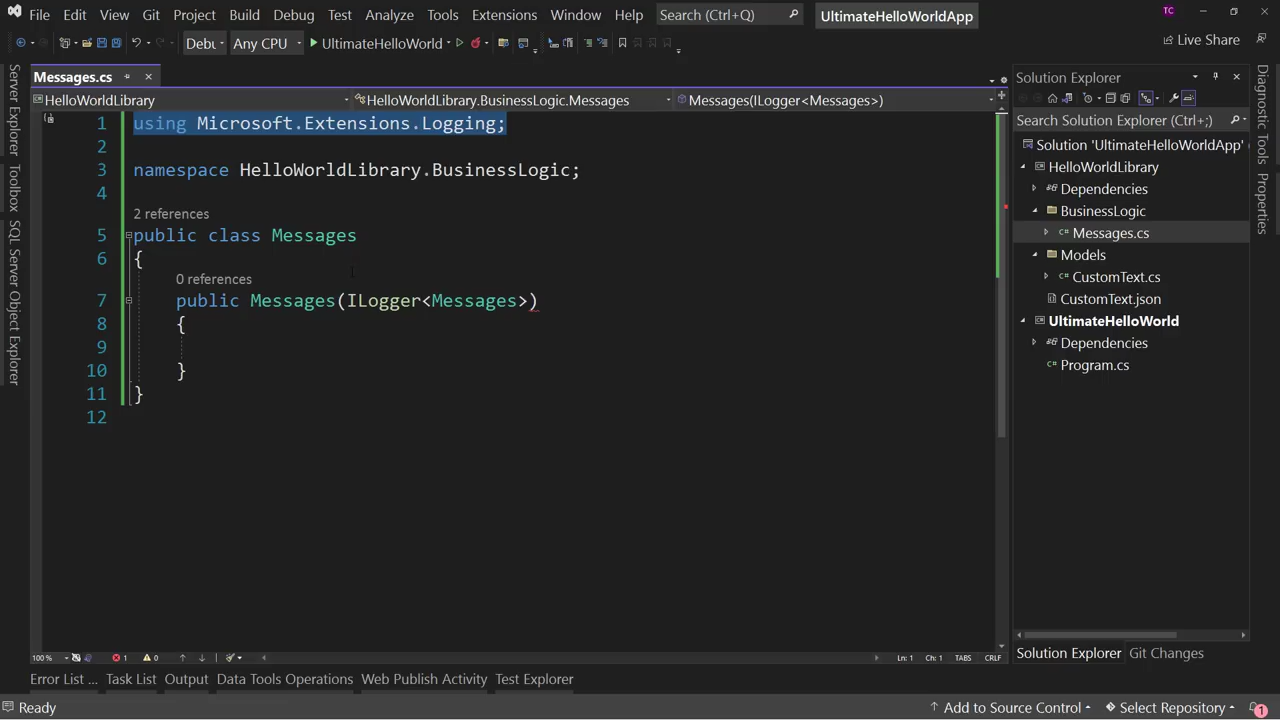 File Edit View Git Project Build Debug Test Analyze Tools Extensions Window Help Search (Ctrl+Q) UltimateHelloWorldApp TC
Debu Any CPU UltimateHelloWorld Live Share
Server Explorer
Toolbox
SQL Server Object Explorer
Messages.cs
HelloWorldLibrary HelloWorldLibrary.BusinessLogic.Messages Messages(ILogger<Messages>)
1 using Microsoft.Extensions.Logging;
2
3 namespace HelloWorldLibrary.BusinessLogic;
4
2 references
5 public class Messages
6 {
0 references
7 public Messages(ILogger<Messages>)
8 {
9
10 }
11 }
12
100 % 1 0 Ln: 1 Ch: 1 TABS CRLF
Solution Explorer
Search Solution Explorer (Ctrl+;)
Solution 'UltimateHelloWorldApp'
HelloWorldLibrary
Dependencies
BusinessLogic
Messages.cs
Models
CustomText.cs
CustomText.json
UltimateHelloWorld
Dependencies
Program.cs
Solution Explorer Git Changes
Diagnostic Tools
Properties
Error List ... Task List Output Data Tools Operations Web Publish Activity Test Explorer
Ready Add to Source Control Select Repository 1